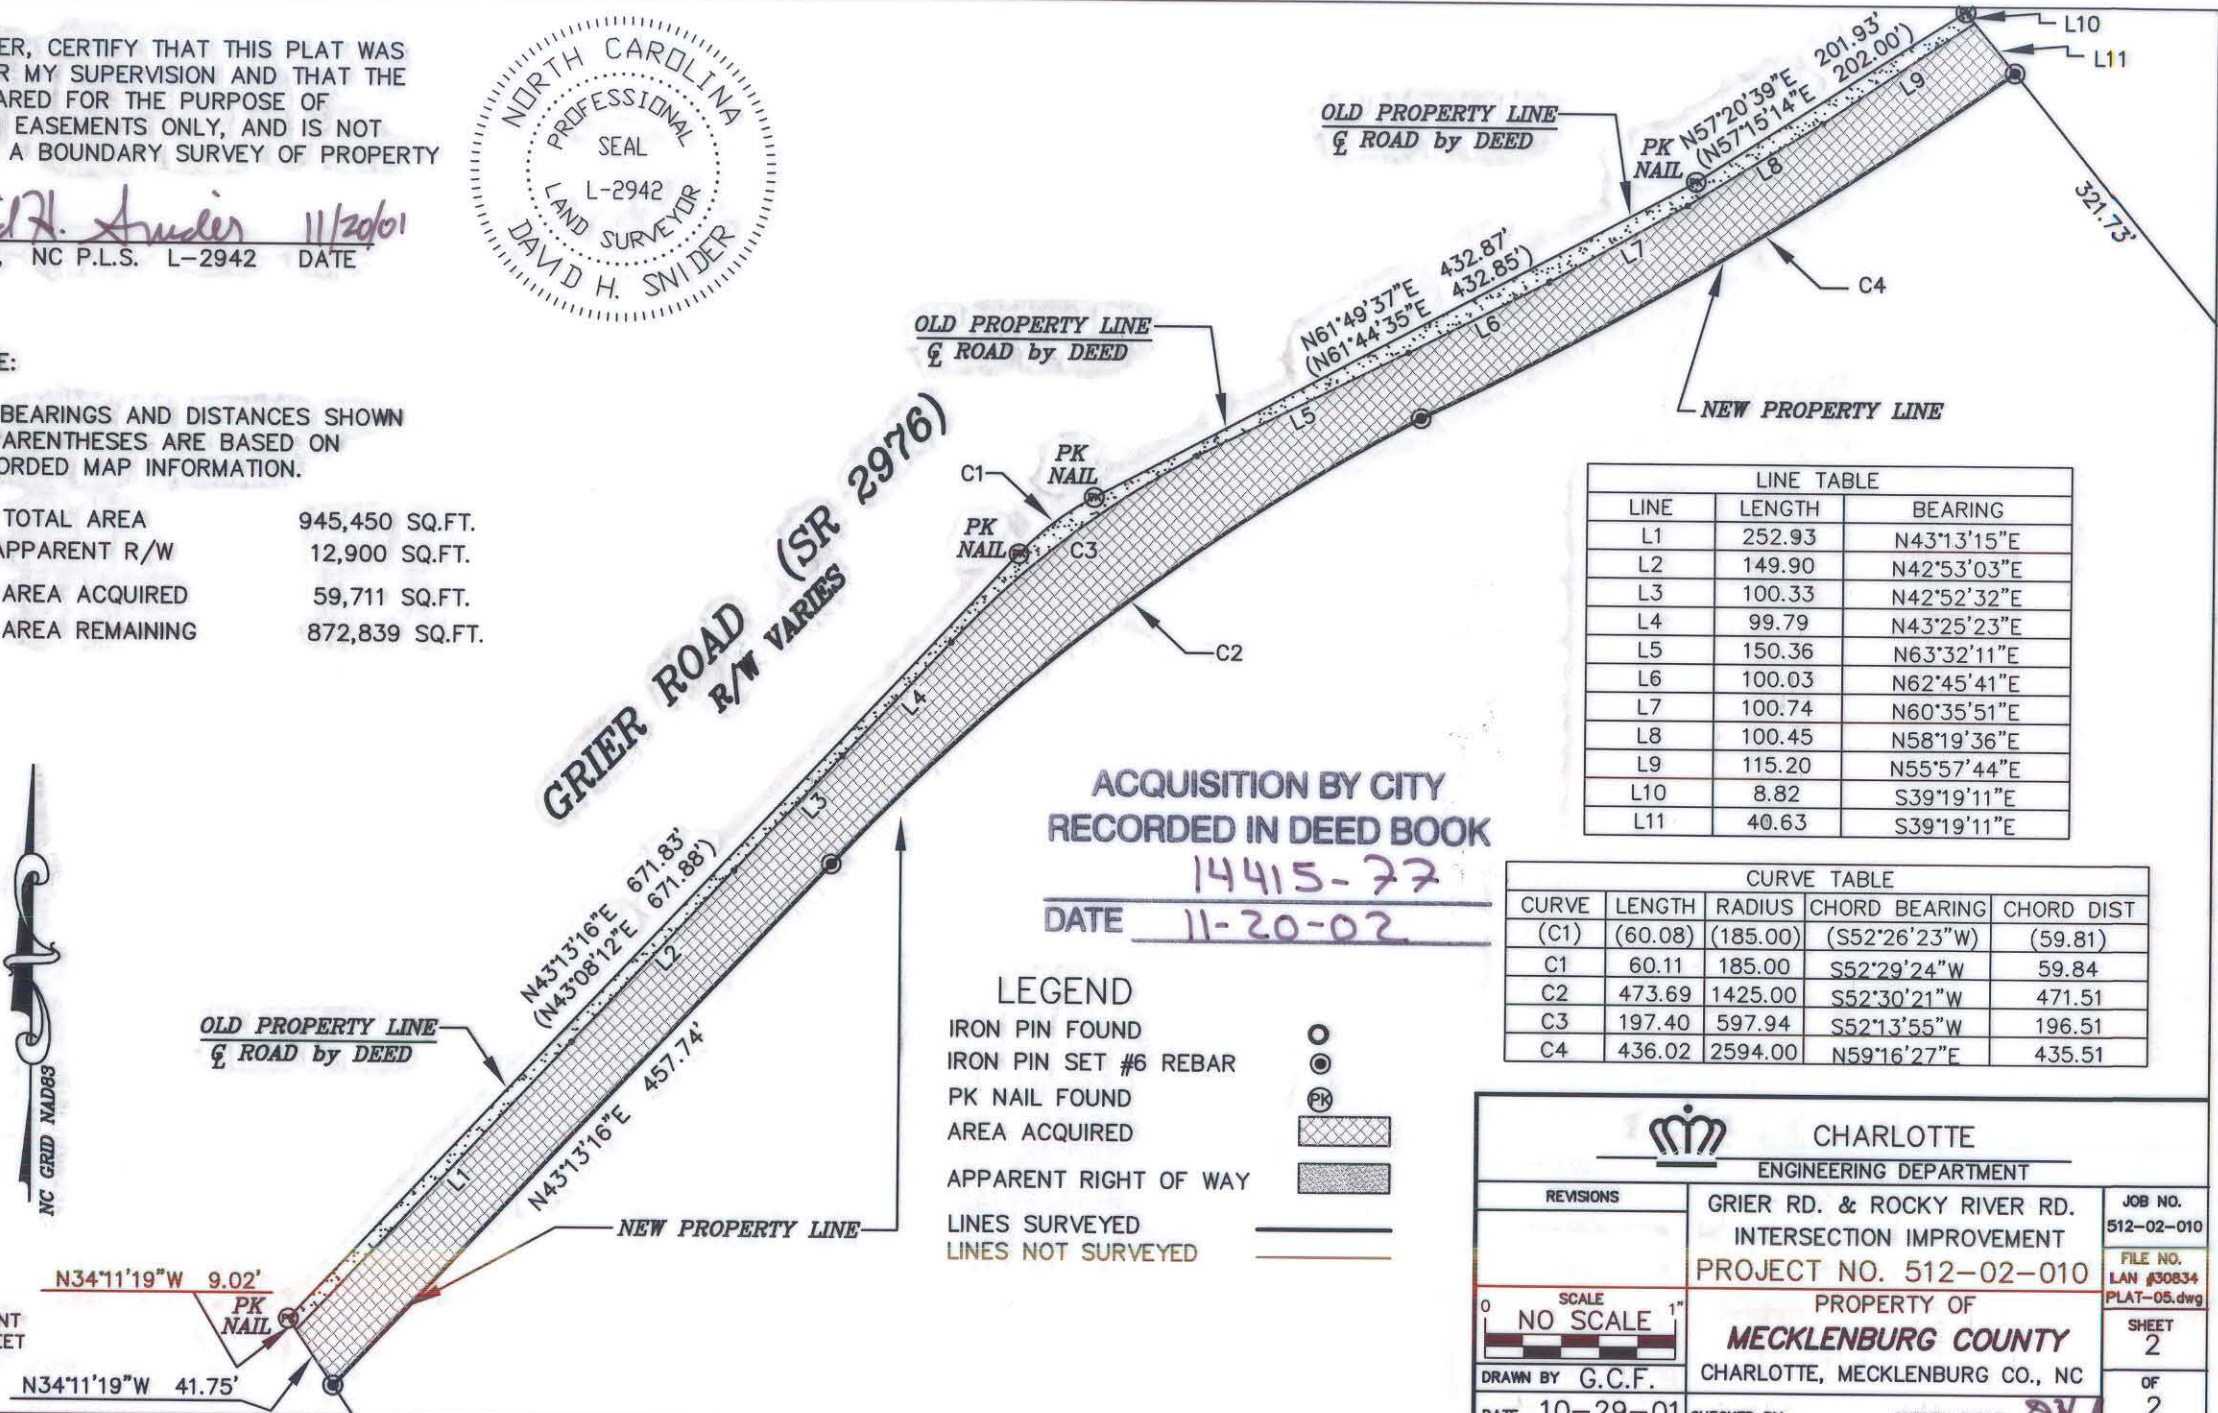 ER, CERTIFY THAT THIS PLAT WAS
R MY SUPERVISION AND THAT THE
ARED FOR THE PURPOSE OF
EASEMENTS ONLY, AND IS NOT
A BOUNDARY SURVEY OF PROPERTY
H. Snider 11/20/01
, NC P.L.S. L-2942 DATE
NORTH CAROLINA
PROFESSIONAL
SEAL
L-2942
LAND SURVEYOR
DAVID H. SNIDER
E:
BEARINGS AND DISTANCES SHOWN
ARENTHESES ARE BASED ON
ORDED MAP INFORMATION.
TOTAL AREA 945,450 SQ.FT.
APPARENT R/W 12,900 SQ.FT.
AREA ACQUIRED 59,711 SQ.FT.
AREA REMAINING 872,839 SQ.FT.
L10
L11
N57°20'39"E 201.93'
(N57°15'14"E 202.00')
L9
OLD PROPERTY LINE
℄ ROAD by DEED
PK
NAIL
L8
321.73'
L7
C4
N61°49'37"E 432.87'
(N61°44'35"E 432.85')
L6
OLD PROPERTY LINE
℄ ROAD by DEED
NEW PROPERTY LINE
L5
PK
NAIL
C1
PK
NAIL
C3
C2
GRIER ROAD (SR 2976)
R/W VARIES
L4
L3
N43°13'16"E 671.83'
(N43°08'12"E 671.88')
L2
OLD PROPERTY LINE
℄ ROAD by DEED
L1
N43°13'16"E 457.74'
NEW PROPERTY LINE
NC GRID NAD83
N34°11'19"W 9.02'
PK
NAIL
NT
EET
N34°11'19"W 41.75'
LINE TABLE
LINE LENGTH BEARING
L1 252.93 N43°13'15"E
L2 149.90 N42°53'03"E
L3 100.33 N42°52'32"E
L4 99.79 N43°25'23"E
L5 150.36 N63°32'11"E
L6 100.03 N62°45'41"E
L7 100.74 N60°35'51"E
L8 100.45 N58°19'36"E
L9 115.20 N55°57'44"E
L10 8.82 S39°19'11"E
L11 40.63 S39°19'11"E
ACQUISITION BY CITY
RECORDED IN DEED BOOK
14415-77
DATE 11-20-02
CURVE TABLE
CURVE LENGTH RADIUS CHORD BEARING CHORD DIST
(C1) (60.08) (185.00) (S52°26'23"W) (59.81)
C1 60.11 185.00 S52°29'24"W 59.84
C2 473.69 1425.00 S52°30'21"W 471.51
C3 197.40 597.94 S52°13'55"W 196.51
C4 436.02 2594.00 N59°16'27"E 435.51
LEGEND
IRON PIN FOUND
IRON PIN SET #6 REBAR
PK NAIL FOUND PK
AREA ACQUIRED
APPARENT RIGHT OF WAY
LINES SURVEYED
LINES NOT SURVEYED
CHARLOTTE
ENGINEERING DEPARTMENT
REVISIONS
GRIER RD. & ROCKY RIVER RD.
INTERSECTION IMPROVEMENT
PROJECT NO. 512-02-010
JOB NO.
512-02-010
FILE NO.
LAN #30834
PLAT-05.dwg
SCALE
0 NO SCALE 1"
PROPERTY OF
MECKLENBURG COUNTY
CHARLOTTE, MECKLENBURG CO., NC
SHEET
2
OF
2
DRAWN BY G.C.F.
DATE 10-29-01